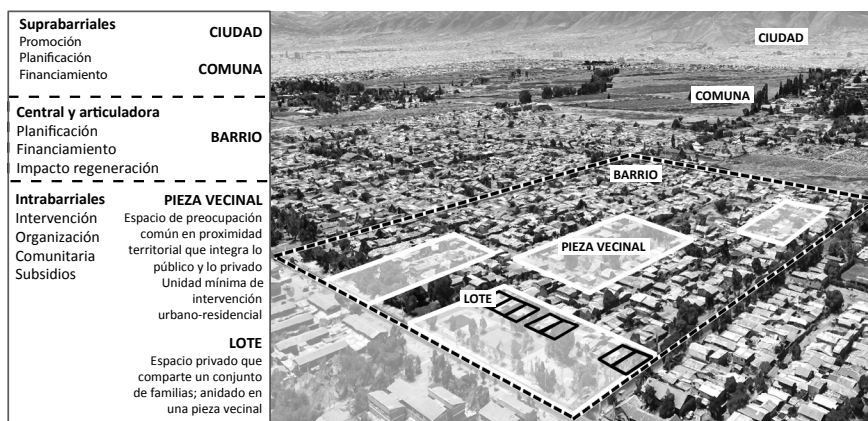 Suprabarriales
Promoción
Planificación
Financiamiento
CIUDAD
COMUNA
Central y articuladora
Planificación
Financiamiento
Impacto regeneración
BARRIO
Intrabarriales
Intervención
Organización
Comunitaria
Subsidios
PIEZA VECINAL
Espacio de preocupación
común en proximidad
territorial que integra lo
público y lo privado
Unidad mínima de
intervención
urbano-residencial
LOTE
Espacio privado que
comparte un conjunto
de familias; anidado en
una pieza vecinal
CIUDAD
COMUNA
BARRIO
PIEZA VECINAL
LOTE